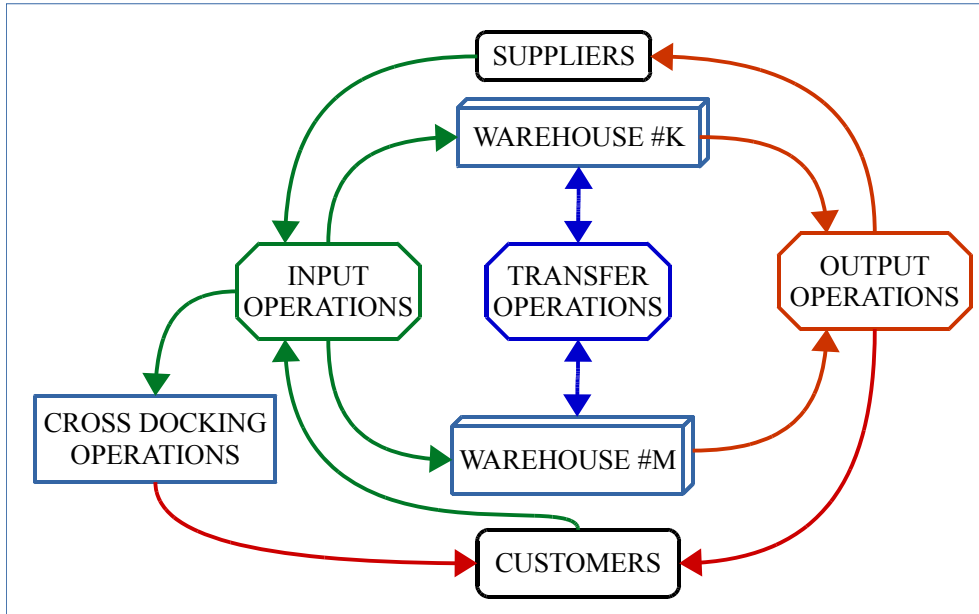 SUPPLIERS
WAREHOUSE #K
INPUT
OPERATIONS
TRANSFER
OPERATIONS
OUTPUT
OPERATIONS
CROSS DOCKING
OPERATIONS
WAREHOUSE #M
CUSTOMERS